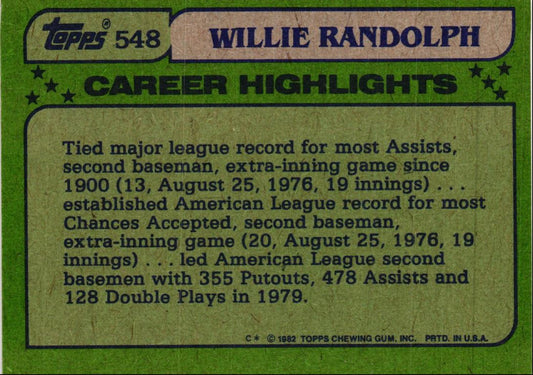 Topps® 548 WILLIE RANDOLPH
CAREER HIGHLIGHTS
Tied major league record for most Assists,
second baseman, extra-inning game since
1900 (13, August 25, 1976, 19 innings) . . .
established American League record for most
Chances Accepted, second baseman,
extra-inning game (20, August 25, 1976, 19
innings) . . . led American League second
basemen with 355 Putouts, 478 Assists and
128 Double Plays in 1979.
C* © 1982 TOPPS CHEWING GUM, INC. PRTD. IN U.S.A.